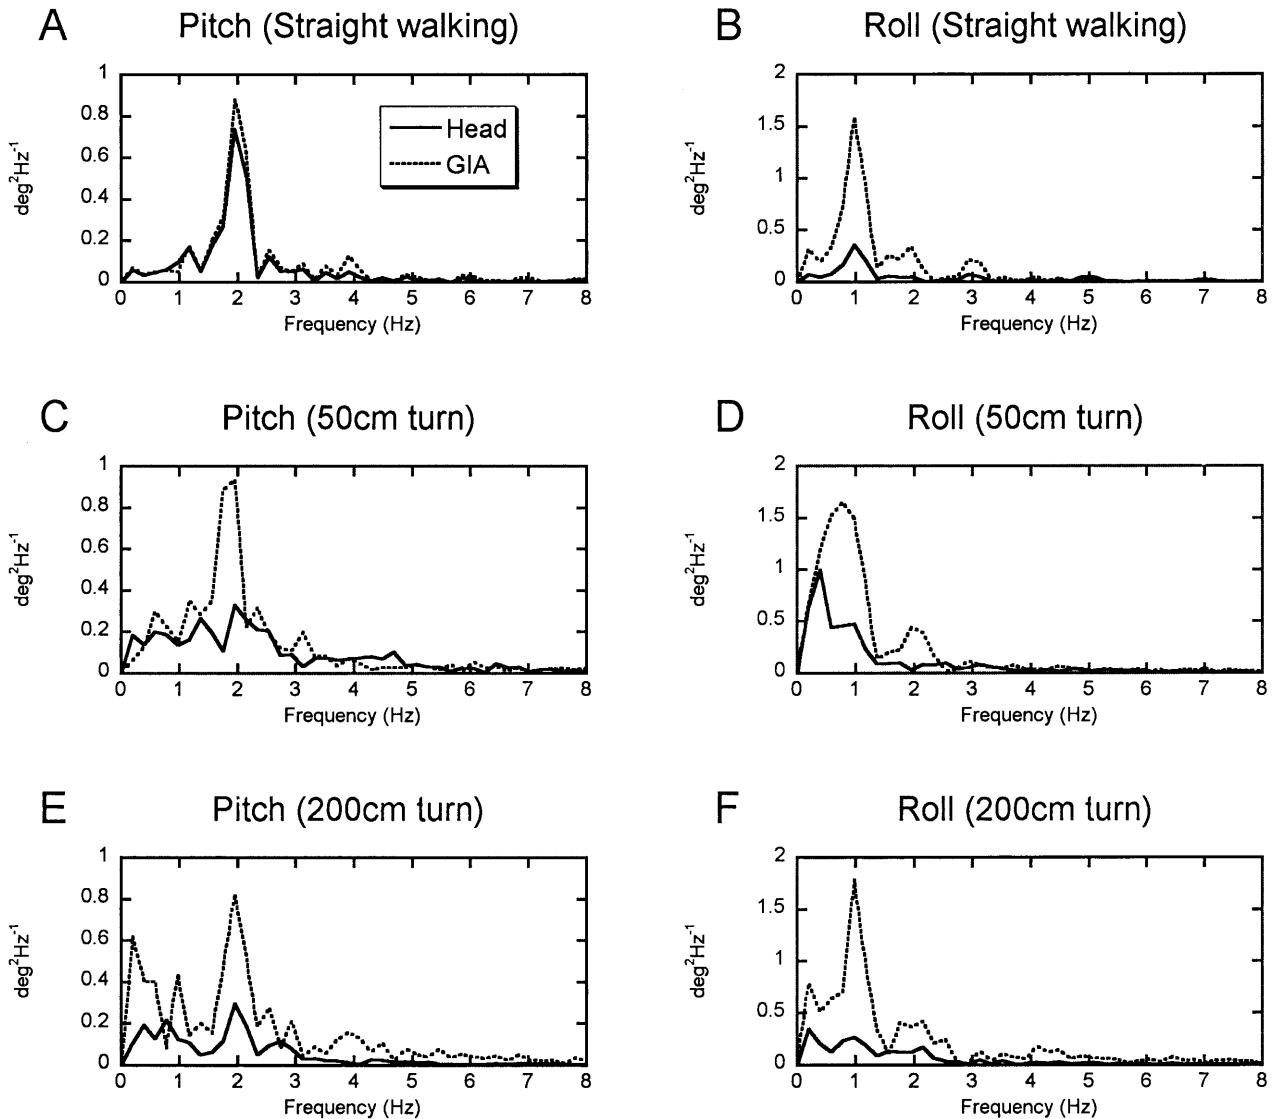 A Pitch (Straight walking)
1
0.8
0.6
0.4
0.2
0
deg²Hz⁻¹
Head
GIA
0 1 2 3 4 5 6 7 8
Frequency (Hz)
B Roll (Straight walking)
2
1.5
1
0.5
0
deg²Hz⁻¹
0 1 2 3 4 5 6 7 8
Frequency (Hz)
C Pitch (50cm turn)
1
0.8
0.6
0.4
0.2
0
deg²Hz⁻¹
0 1 2 3 4 5 6 7 8
Frequency (Hz)
D Roll (50cm turn)
2
1.5
1
0.5
0
deg²Hz⁻¹
0 1 2 3 4 5 6 7 8
Frequency (Hz)
E Pitch (200cm turn)
1
0.8
0.6
0.4
0.2
0
deg²Hz⁻¹
0 1 2 3 4 5 6 7 8
Frequency (Hz)
F Roll (200cm turn)
2
1.5
1
0.5
0
deg²Hz⁻¹
0 1 2 3 4 5 6 7 8
Frequency (Hz)